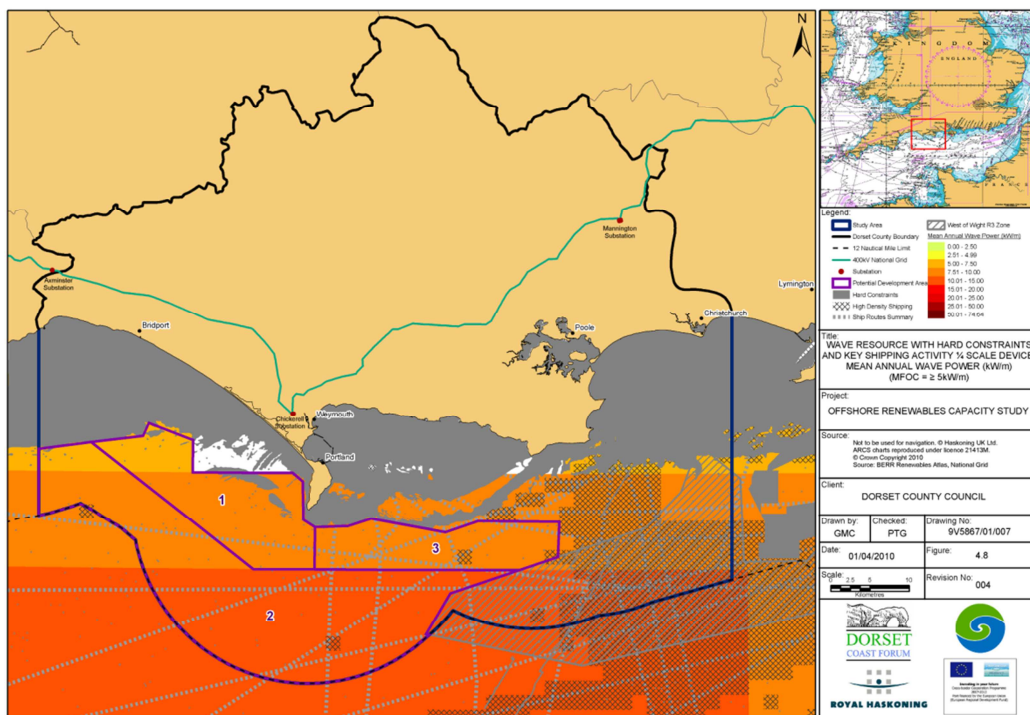 N
Axminster
Substation
Mannington
Substation
Lymington
Bridport
Christchurch
Poole
Chickerell
Substation
Weymouth
Portland
1
3
2
KINGDOM
ENGLAND
FRANCE
Legend:
Study Area
Dorset County Boundary
12 Nautical Mile Limit
400kV National Grid
Substation
Potential Development Area
Hard Constraints
High Density Shipping
Ship Routes Summary
West of Wight R3 Zone
Mean Annual Wave Power (kW/m)
0.00 - 2.50
2.51 - 4.99
5.00 - 7.50
7.51 - 10.00
10.01 - 15.00
15.01 - 20.00
20.01 - 25.00
25.01 - 50.00
50.01 - 74.64
Title:
WAVE RESOURCE WITH HARD CONSTRAINTS
AND KEY SHIPPING ACTIVITY ¼ SCALE DEVICE
MEAN ANNUAL WAVE POWER (kW/m)
(MFOC = ≥ 5kW/m)
Project:
OFFSHORE RENEWABLES CAPACITY STUDY
Source:
Not to be used for navigation. © Haskoning UK Ltd.
ARCS charts reproduced under licence 21413M.
© Crown Copyright 2010
Source: BERR Renewables Atlas, National Grid
Client:
DORSET COUNTY COUNCIL
Drawn by:
GMC
Checked:
PTG
Drawing No:
9V5867/01/007
Date:
01/04/2010
Figure:
4.8
Scale:
0 2.5 5 10
Kilometres
Revision No:
004
DORSET
COAST FORUM
ROYAL HASKONING